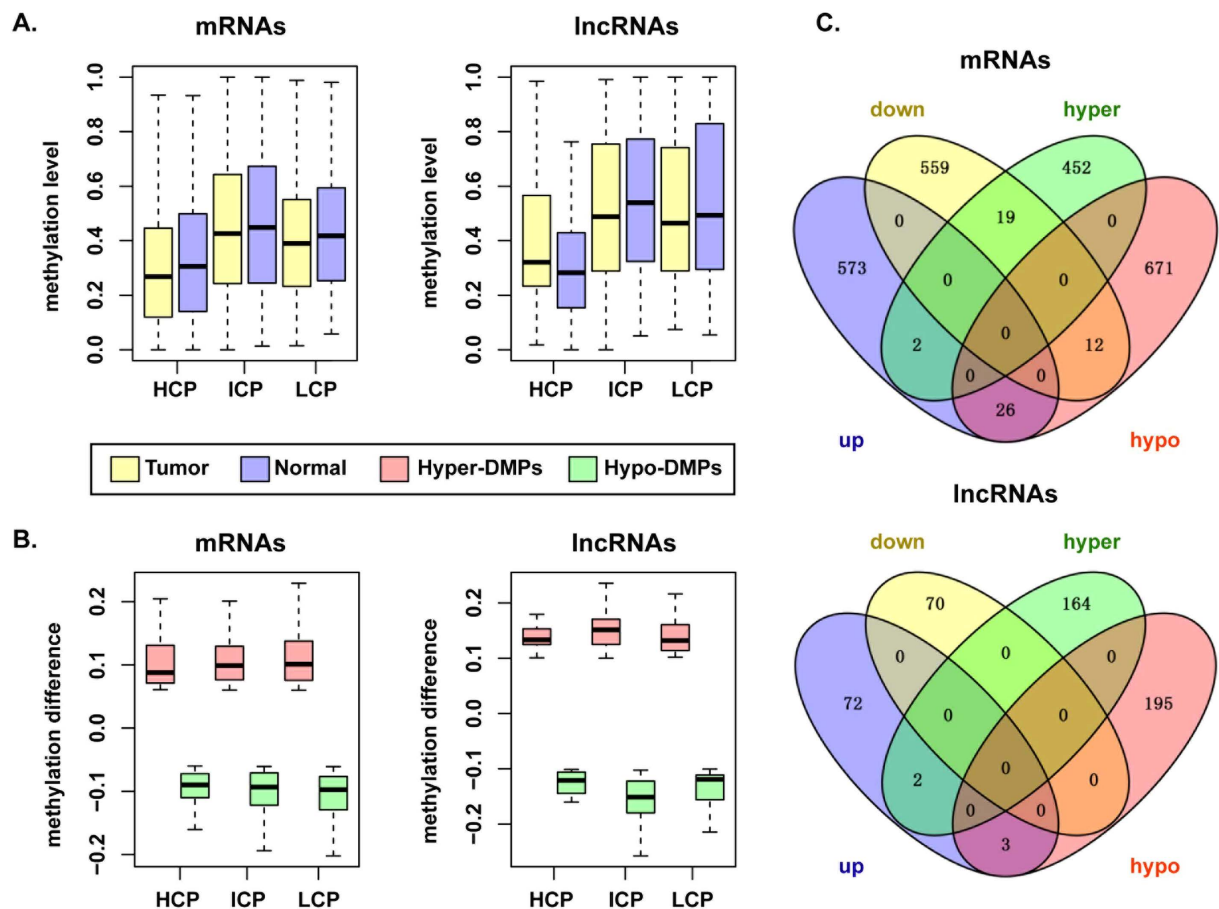 A.
mRNAs
methylation level
1.0
0.8
0.6
0.4
0.2
0.0
HCP ICP LCP
lncRNAs
methylation level
1.0
0.8
0.6
0.4
0.2
0.0
HCP ICP LCP
Tumor Normal Hyper-DMPs Hypo-DMPs
B.
mRNAs
methylation difference
0.2
0.1
0.0
−0.1
−0.2
HCP ICP LCP
lncRNAs
methylation difference
0.2
0.1
0.0
−0.1
−0.2
HCP ICP LCP
C.
mRNAs
down hyper
559 452
0 19 0
573 0 0 671
2 0 12
0 0
26
up hypo
lncRNAs
down hyper
70 164
0 0 0
72 0 0 195
2 0 0
0 0
3
up hypo